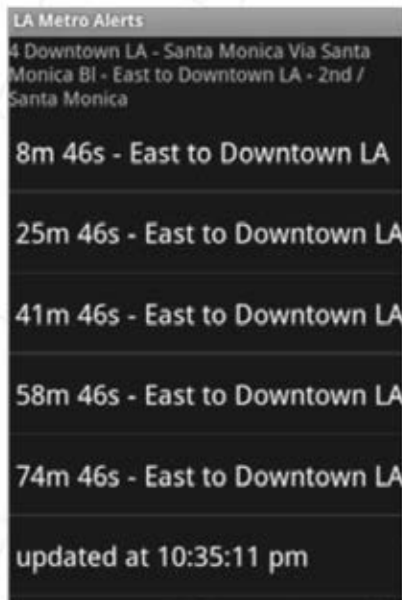 LA Metro Alerts
4 Downtown LA - Santa Monica Via Santa
Monica Bl - East to Downtown LA - 2nd /
Santa Monica
8m 46s - East to Downtown LA
25m 46s - East to Downtown LA
41m 46s - East to Downtown LA
58m 46s - East to Downtown LA
74m 46s - East to Downtown LA
updated at 10:35:11 pm